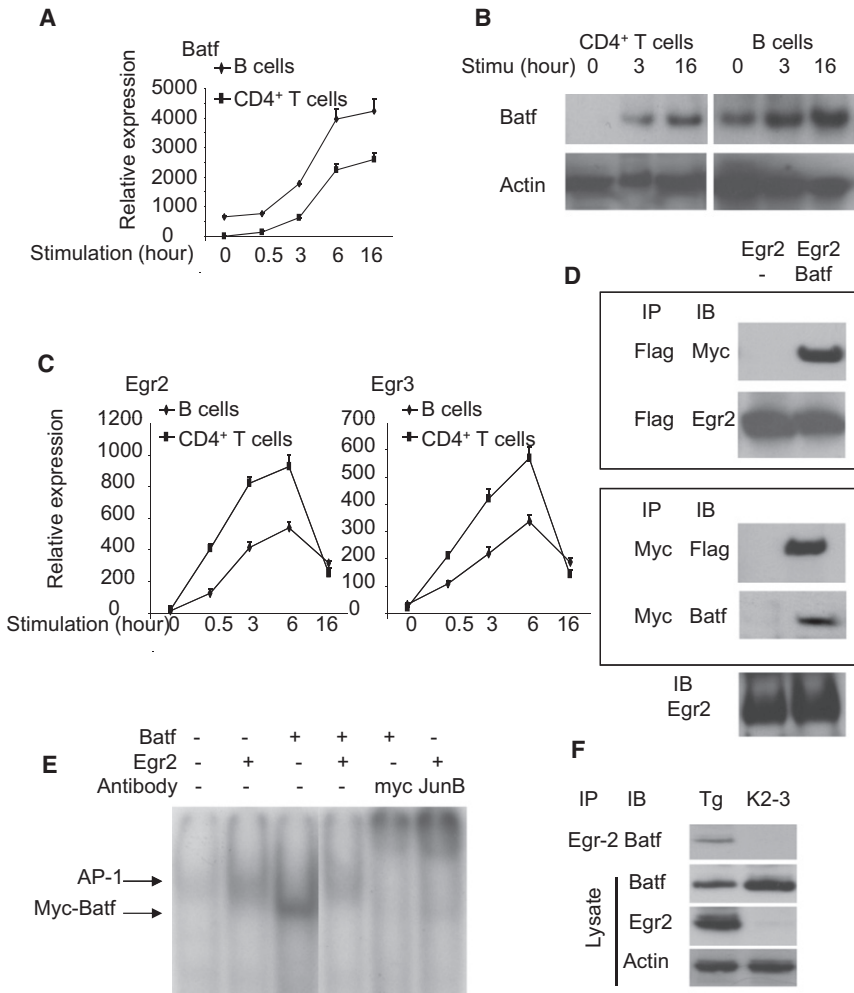 A
Batf
B cells
CD4+ T cells
Relative expression
5000
4000
3000
2000
1000
0
Stimulation (hour)
0 0.5 3 6 16
B
CD4+ T cells B cells
Stimu (hour) 0 3 16 0 3 16
Batf
Actin
C
Egr2
B cells
CD4+ T cells
Relative expression
1200
1000
800
600
400
200
0
Stimulation (hour)
0 0.5 3 6 16
Egr3
B cells
CD4+ T cells
700
600
500
400
300
200
100
0
0 0.5 3 6 16
D
Egr2 Egr2
- Batf
IP IB
Flag Myc
Flag Egr2
IP IB
Myc Flag
Myc Batf
IB
Egr2
E
Batf - - + + + -
Egr2 - + - + - +
Antibody - - - - myc JunB
AP-1
Myc-Batf
F
IP IB Tg K2-3
Egr-2 Batf
Lysate
Batf
Egr2
Actin